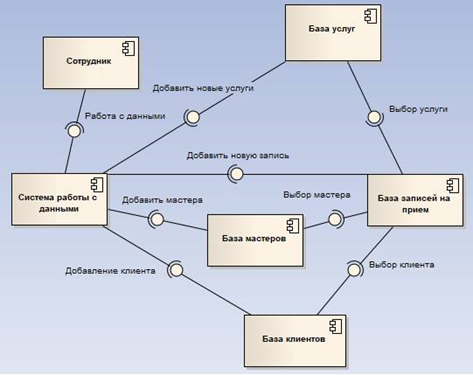 База услуг
Сотрудник
Добавить новые услуги
Работа с данными
Выбор услуги
Добавить новую запись
Система работы с
данными
Добавить мастера
Выбор мастера
База записей на
прием
База мастеров
Добавление клиента
Выбор клиента
База клиентов